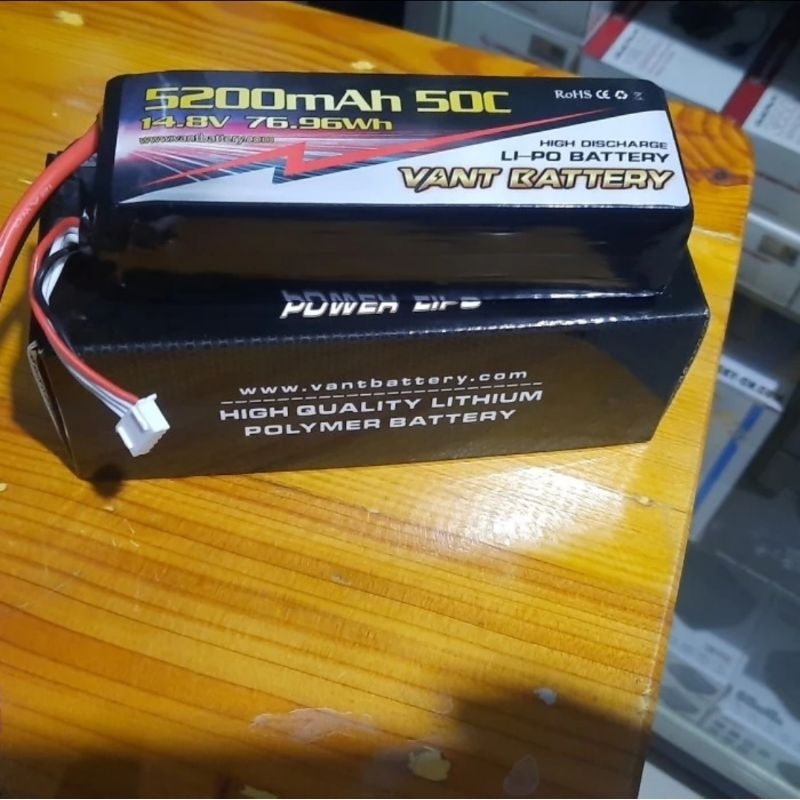 5200mAh 50C
RoHS CE
14.8V 76.96Wh
www.vantbattery.com
HIGH DISCHARGE
LI-PO BATTERY
VANT BATTERY
POWER
www.vantbattery.com
HIGH QUALITY LITHIUM
POLYMER BATTERY